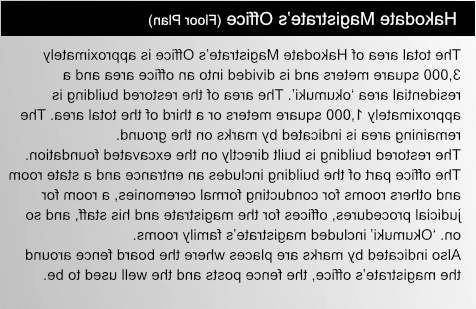 Hakodate Magistrate's Office (Floor Plan)
The total area of Hakodate Magistrate's Office is approximately
3,000 square meters and is divided into an office area and a
residential area 'okumuki'. The area of the restored building is
approximately 1,000 square meters or a third of the total area. The
remaining area is indicated by marks on the ground.
The restored building is built directly on the excavated foundation.
The office part of the building includes an entrance and a state room
and others rooms for conducting formal ceremonies, a room for
judicial procedures, offices for the magistrate and his staff, and so
on. 'Okumuki' included magistrate's family rooms.
Also indicated by marks are places where the board fence around
the magistrate's office, the fence posts and the well used to be.